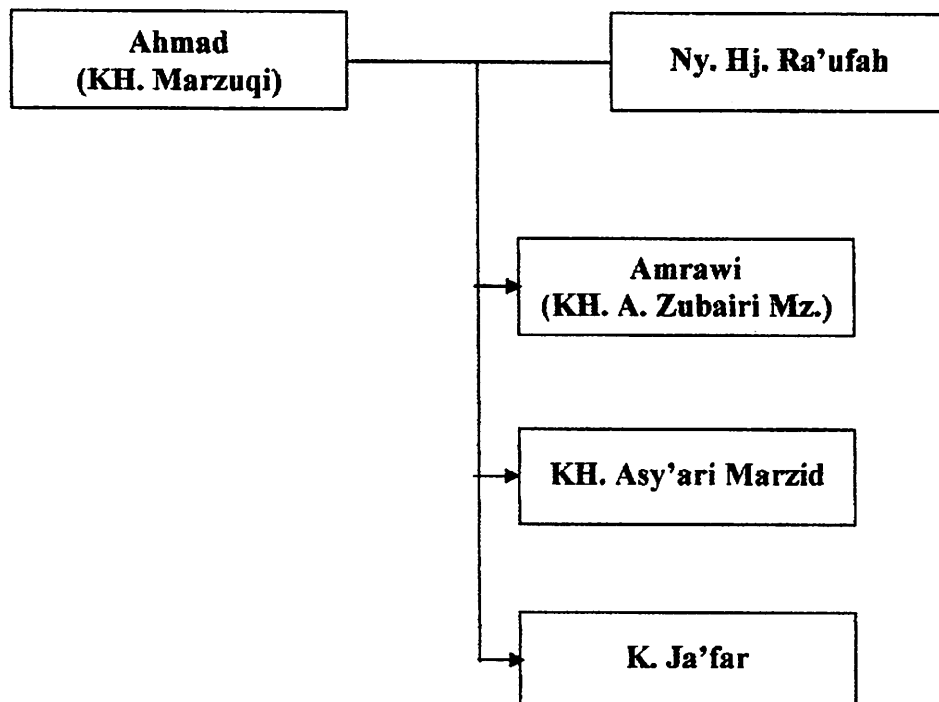 Ahmad
(KH. Marzuqi)
Ny. Hj. Ra'ufah
Amrawi
(KH. A. Zubairi Mz.)
KH. Asy'ari Marzid
K. Ja'far